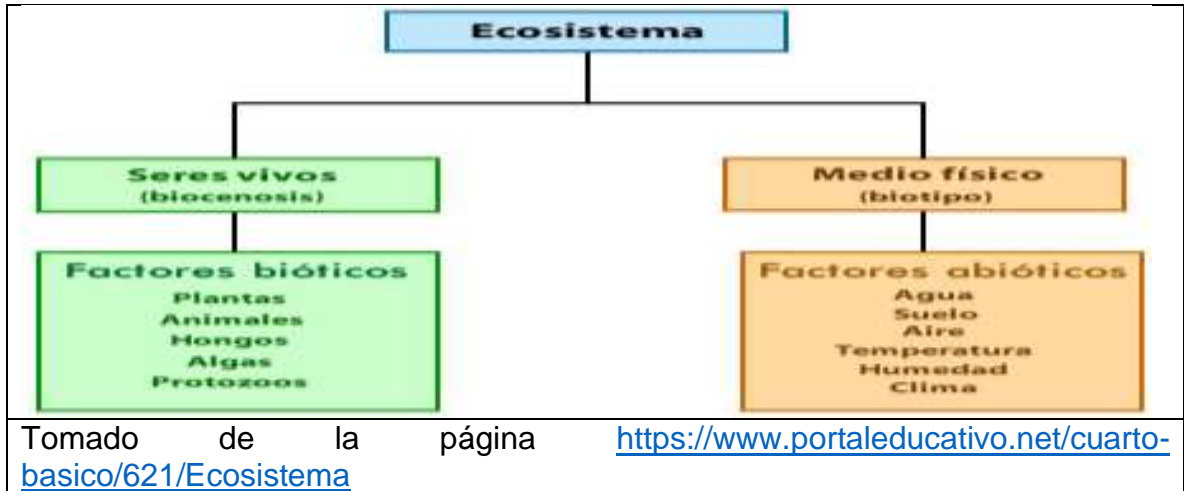 Ecosistema
Seres vivos
(biocenosis)
Medio físico
(biotipo)
Factores bióticos
Plantas
Animales
Hongos
Algas
Protozoos
Factores abióticos
Agua
Suelo
Aire
Temperatura
Humedad
Clima
Tomado de la página https://www.portaleducativo.net/cuarto-
basico/621/Ecosistema